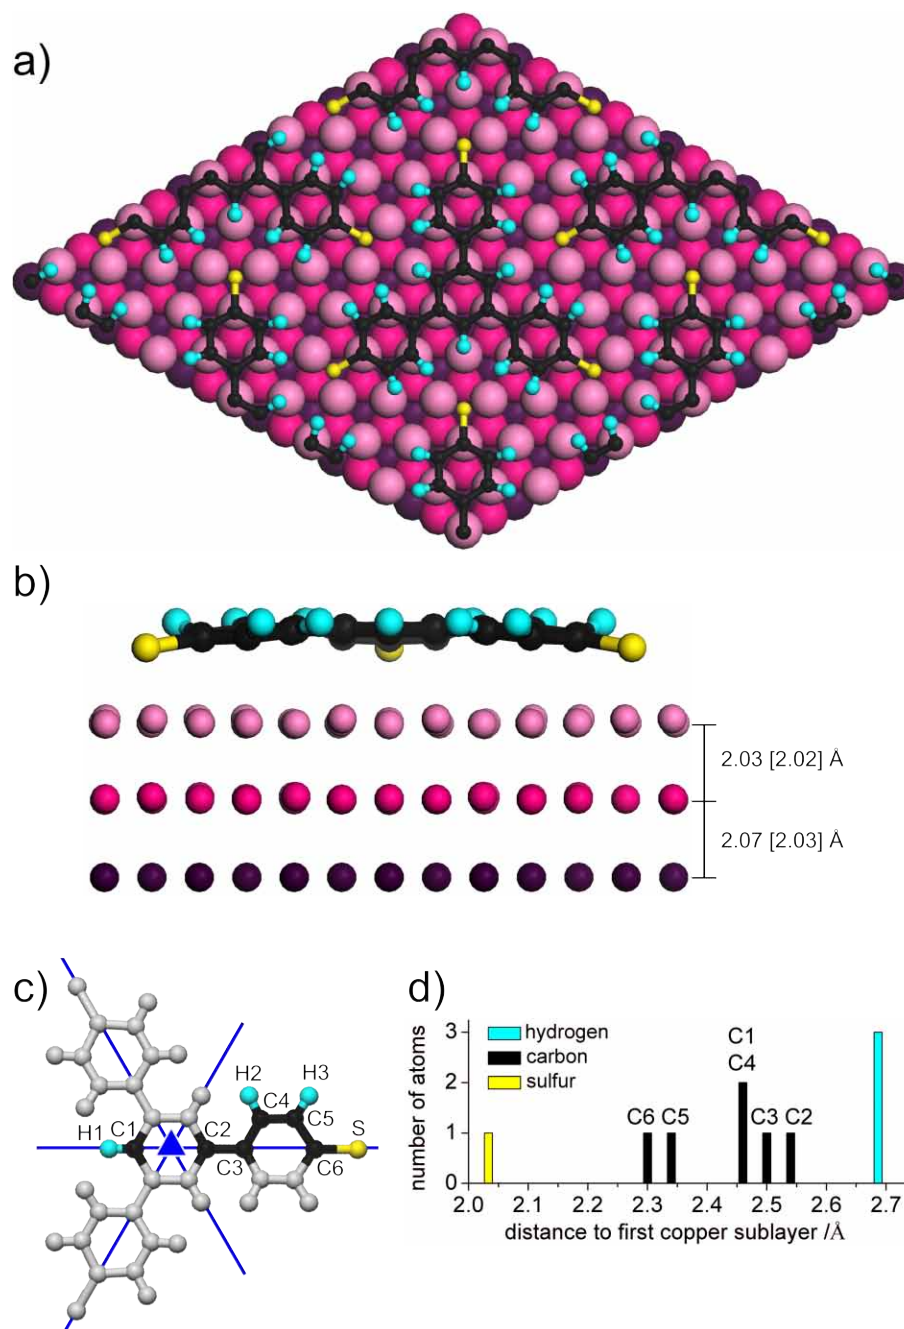 a)
b)
2.03 [2.02] Å
2.07 [2.03] Å
c)
H2
H3
C4
C5
H1
C1
C2
S
C3
C6
d)
number of atoms
3
2
1
0
hydrogen
carbon
sulfur
C1
C4
C6
C5
C3
C2
2.0
2.1
2.2
2.3
2.4
2.5
2.6
2.7
distance to first copper sublayer /Å